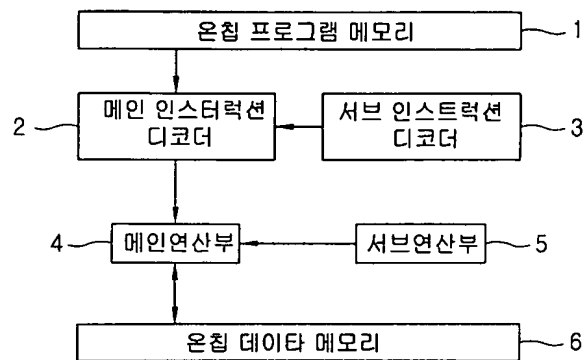 온칩 프로그램 메모리
1
2
메인 인스터럭션
디코더
서브 인스트럭션
디코더
3
4
메인연산부
서브연산부
5
온칩 데이타 메모리
6